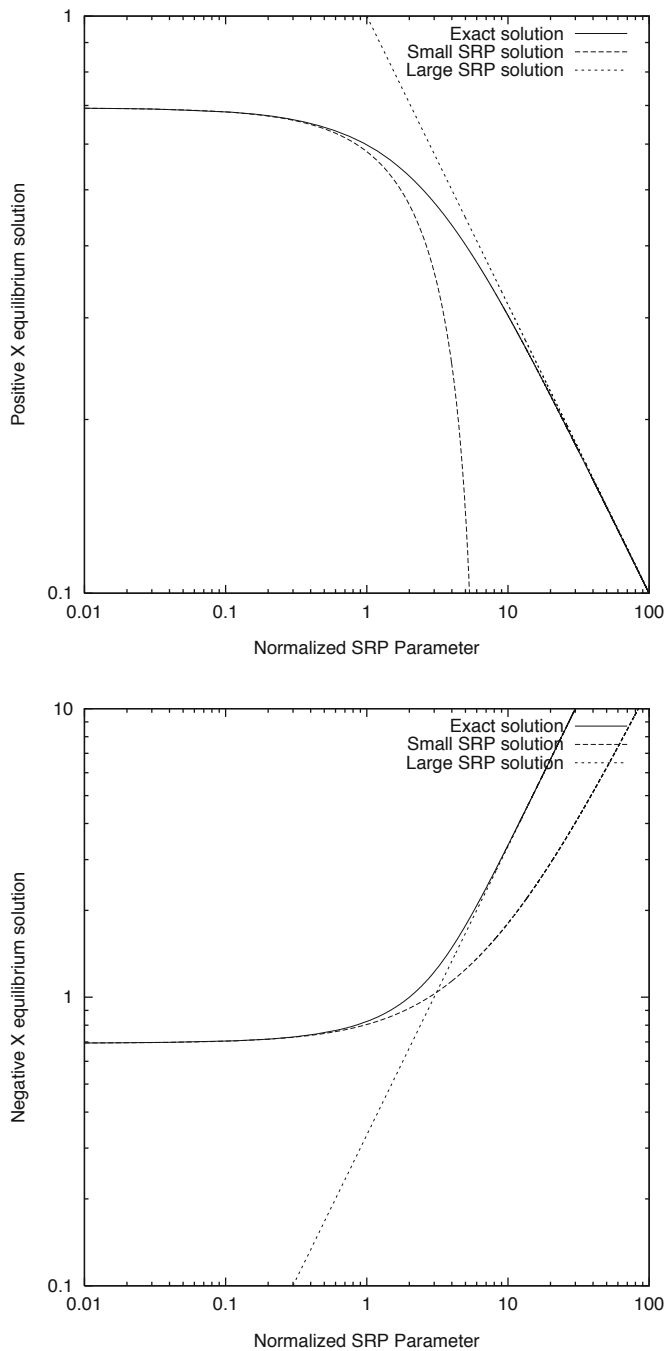 1
Exact solution
Small SRP solution
Large SRP solution
Positive X equilibrium solution
0.1
0.01 0.1 1 10 100
Normalized SRP Parameter
10
Exact solution
Small SRP solution
Large SRP solution
Negative X equilibrium solution
1
0.1
0.01 0.1 1 10 100
Normalized SRP Parameter